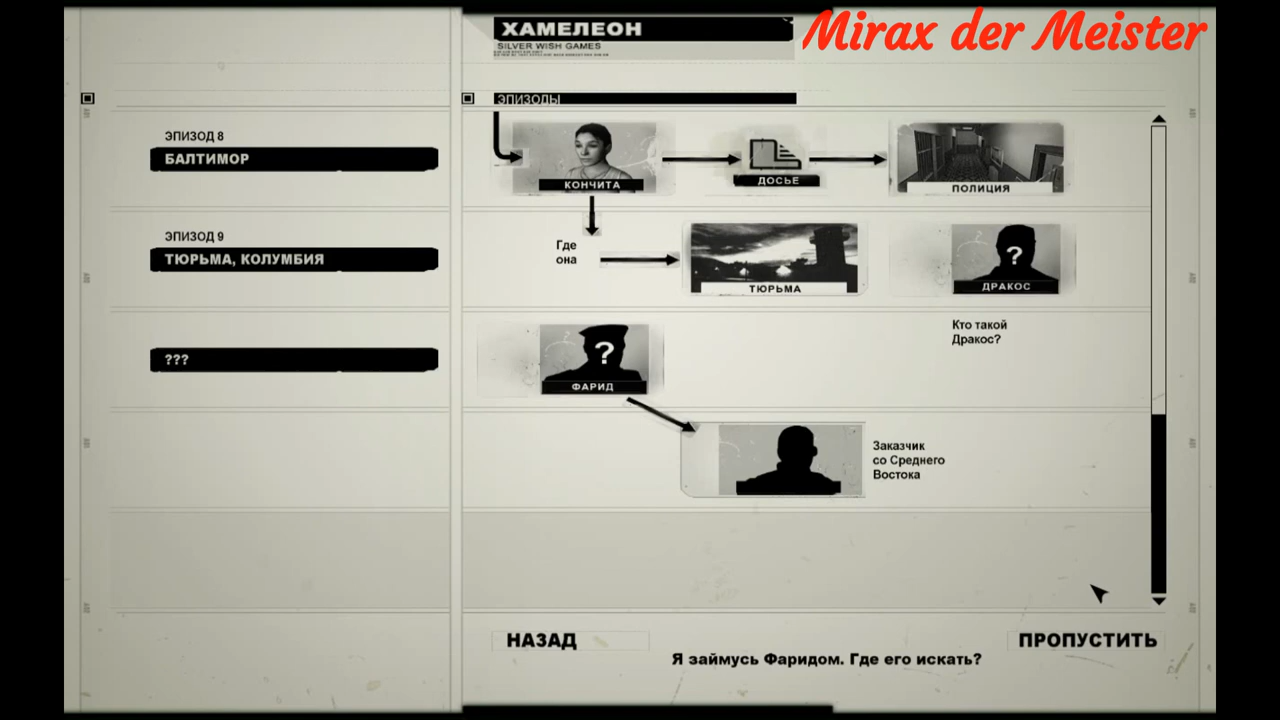 ХАМЕЛЕОН
Mirax der Meister
SILVER WISH GAMES
ЭПИЗОДЫ
ЭПИЗОД 8
БАЛТИМОР
КОНЧИТА
ДОСЬЕ
ПОЛИЦИЯ
ЭПИЗОД 9
ТЮРЬМА, КОЛУМБИЯ
Где
она
ТЮРЬМА
?
ДРАКОС
Кто такой
Дракос?
???
?
ФАРИД
Заказчик
со Среднего
Востока
НАЗАД
ПРОПУСТИТЬ
Я займусь Фаридом. Где его искать?